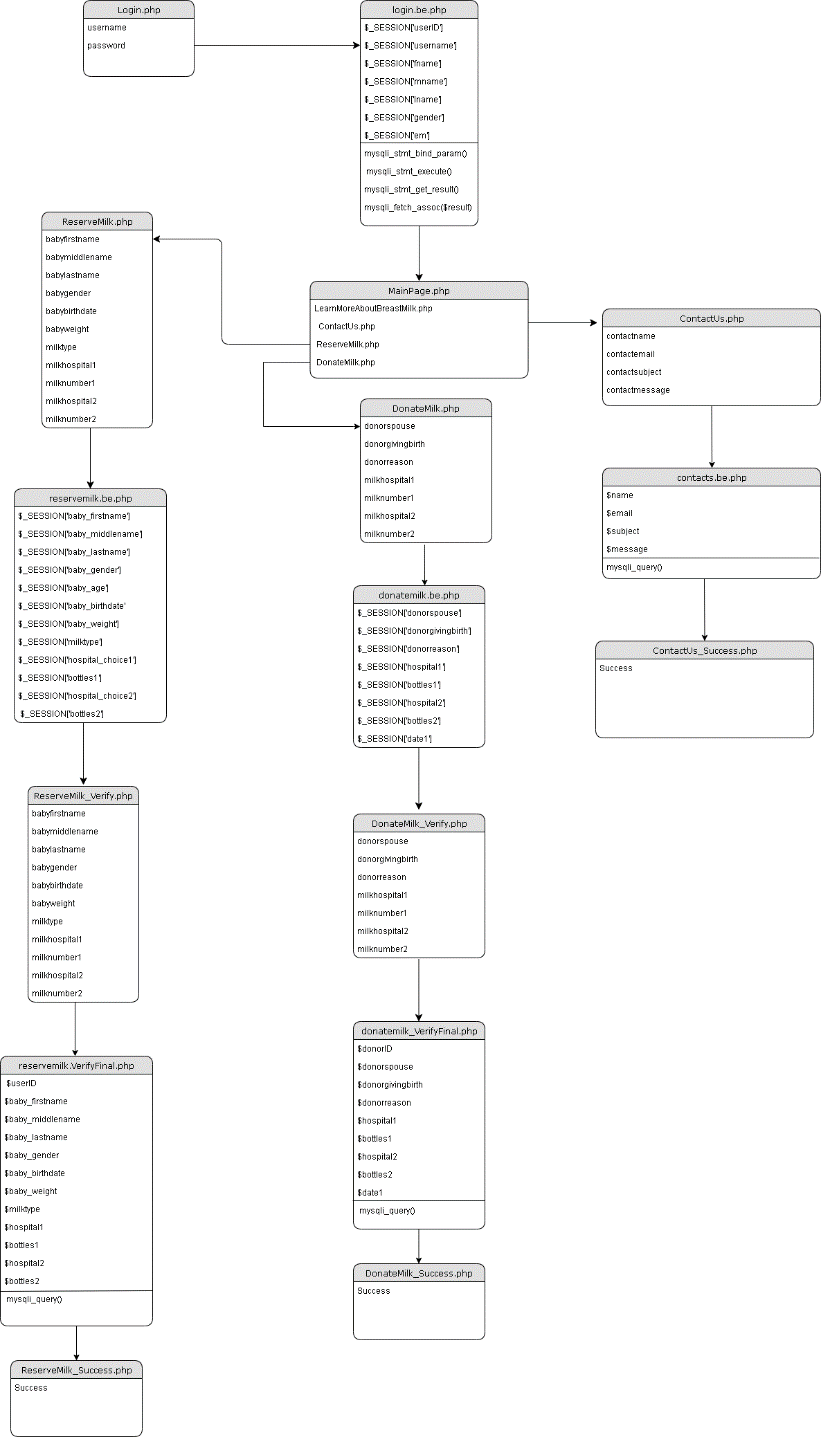 Login.php
username
password
login.be.php
$_SESSION['userID']
$_SESSION['username']
$_SESSION['fname']
$_SESSION['mname']
$_SESSION['lname']
$_SESSION['gender']
$_SESSION['em']
mysqli_stmt_bind_param()
mysqli_stmt_execute()
mysqli_stmt_get_result()
mysqli_fetch_assoc($result)
MainPage.php
LearnMoreAboutBreastMilk.php
ContactUs.php
ReserveMilk.php
DonateMilk.php
ReserveMilk.php
babyfirstname
babymiddlename
babylastname
babygender
babybirthdate
babyweight
milktype
milkhospital1
milknumber1
milkhospital2
milknumber2
reservemilk.be.php
$_SESSION['baby_firstname']
$_SESSION['baby_middlename']
$_SESSION['baby_lastname']
$_SESSION['baby_gender']
$_SESSION['baby_age']
$_SESSION['baby_birthdate'
$_SESSION['baby_weight']
$_SESSION['milktype']
$_SESSION['hospital_choice1']
$_SESSION['bottles1']
$_SESSION['hospital_choice2']
$_SESSION['bottles2']
ReserveMilk_Verify.php
babyfirstname
babymiddlename
babylastname
babygender
babybirthdate
babyweight
milktype
milkhospital1
milknumber1
milkhospital2
milknumber2
reservemilk.VerifyFinal.php
$userID
$baby_firstname
$baby_middlename
$baby_lastname
$baby_gender
$baby_birthdate
$baby_weight
$milktype
$hospital1
$bottles1
$hospital2
$bottles2
mysqli_query()
ReserveMilk_Success.php
Success
DonateMilk.php
donorspouse
donorgivingbirth
donorreason
milkhospital1
milknumber1
milkhospital2
milknumber2
donatemilk.be.php
$_SESSION['donorspouse']
$_SESSION['donorgivingbirth']
$_SESSION['donorreason']
$_SESSION['hospital1']
$_SESSION['bottles1']
$_SESSION['hospital2']
$_SESSION['bottles2']
$_SESSION['date1']
DonateMilk_Verify.php
donorspouse
donorgivingbirth
donorreason
milkhospital1
milknumber1
milkhospital2
milknumber2
donatemilk_VerifyFinal.php
$donorID
$donorspouse
$donorgivingbirth
$donorreason
$hospital1
$bottles1
$hospital2
$bottles2
$date1
mysqli_query()
DonateMilk_Success.php
Success
ContactUs.php
contactname
contactemail
contactsubject
contactmessage
contacts.be.php
$name
$email
$subject
$message
mysqli_query()
ContactUs_Success.php
Success